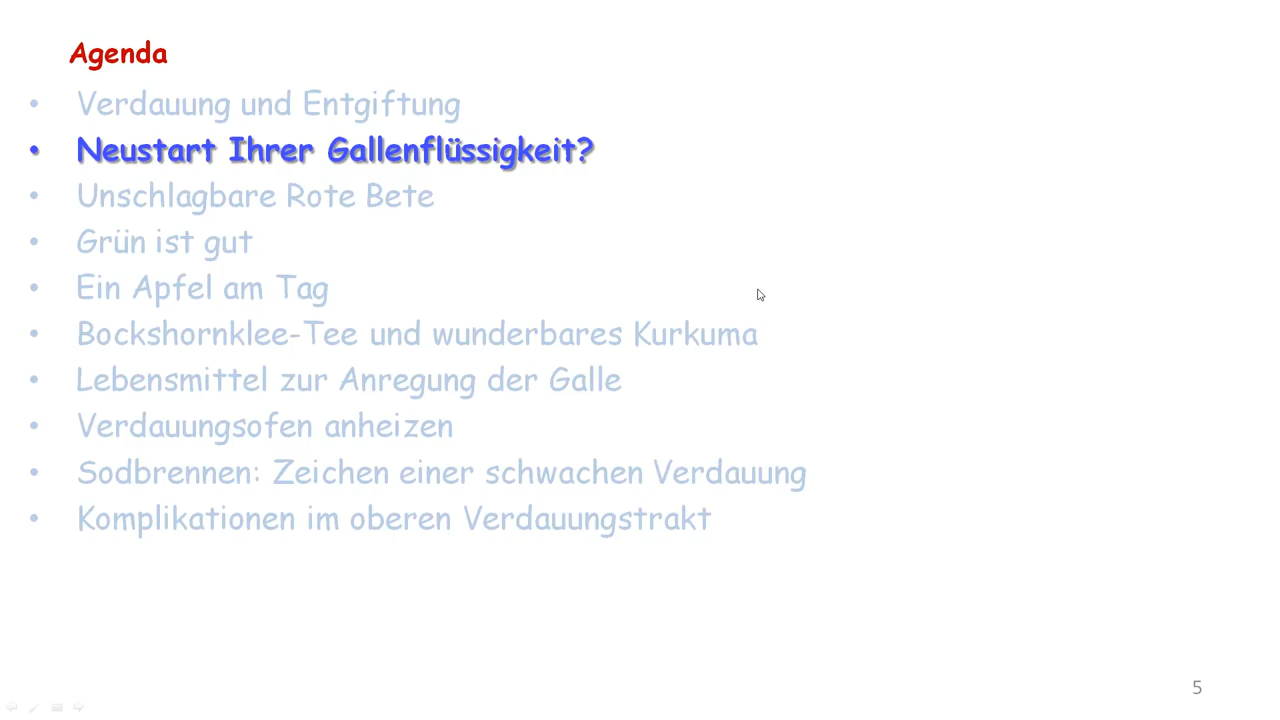 Agenda
• Verdauung und Entgiftung
• Neustart Ihrer Gallenflüssigkeit?
• Unschlagbare Rote Bete
• Grün ist gut
• Ein Apfel am Tag
• Bockshornklee-Tee und wunderbares Kurkuma
• Lebensmittel zur Anregung der Galle
• Verdauungsofen anheizen
• Sodbrennen: Zeichen einer schwachen Verdauung
• Komplikationen im oberen Verdauungstrakt
5